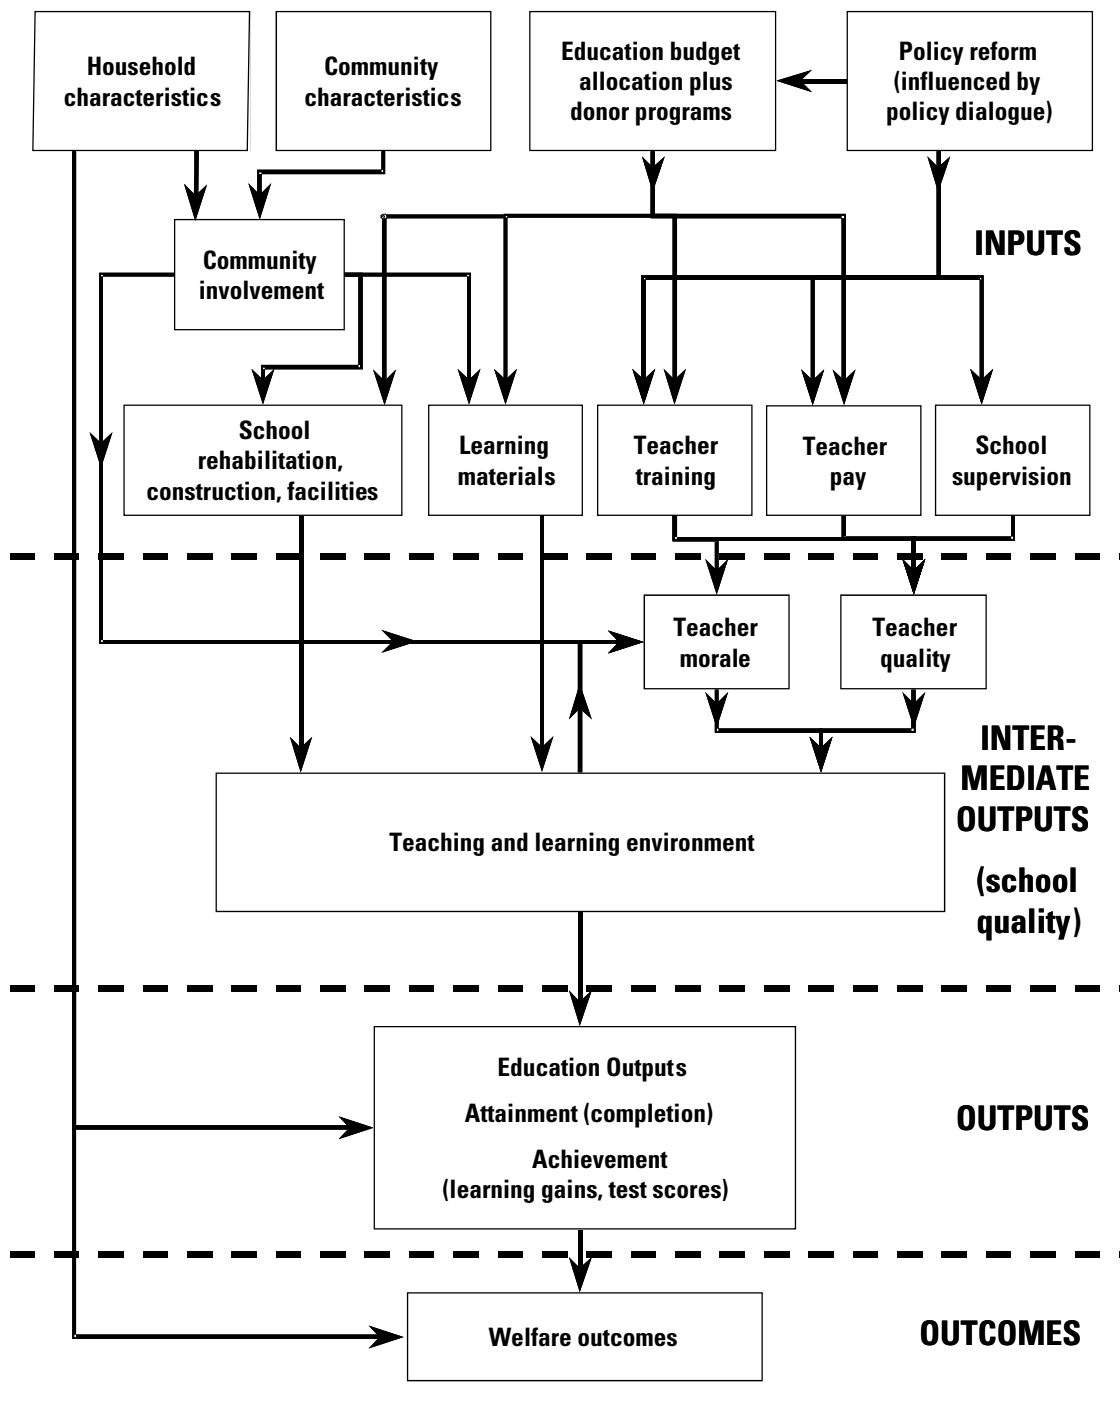 Household
characteristics
Community
characteristics
Education budget
allocation plus
donor programs
Policy reform
(influenced by
policy dialogue)
INPUTS
Community
involvement
School
rehabilitation,
construction, facilities
Learning
materials
Teacher
training
Teacher
pay
School
supervision
Teacher
morale
Teacher
quality
INTER-
MEDIATE
OUTPUTS
(school
quality)
Teaching and learning environment
Education Outputs
Attainment (completion)
Achievement
(learning gains, test scores)
OUTPUTS
Welfare outcomes
OUTCOMES